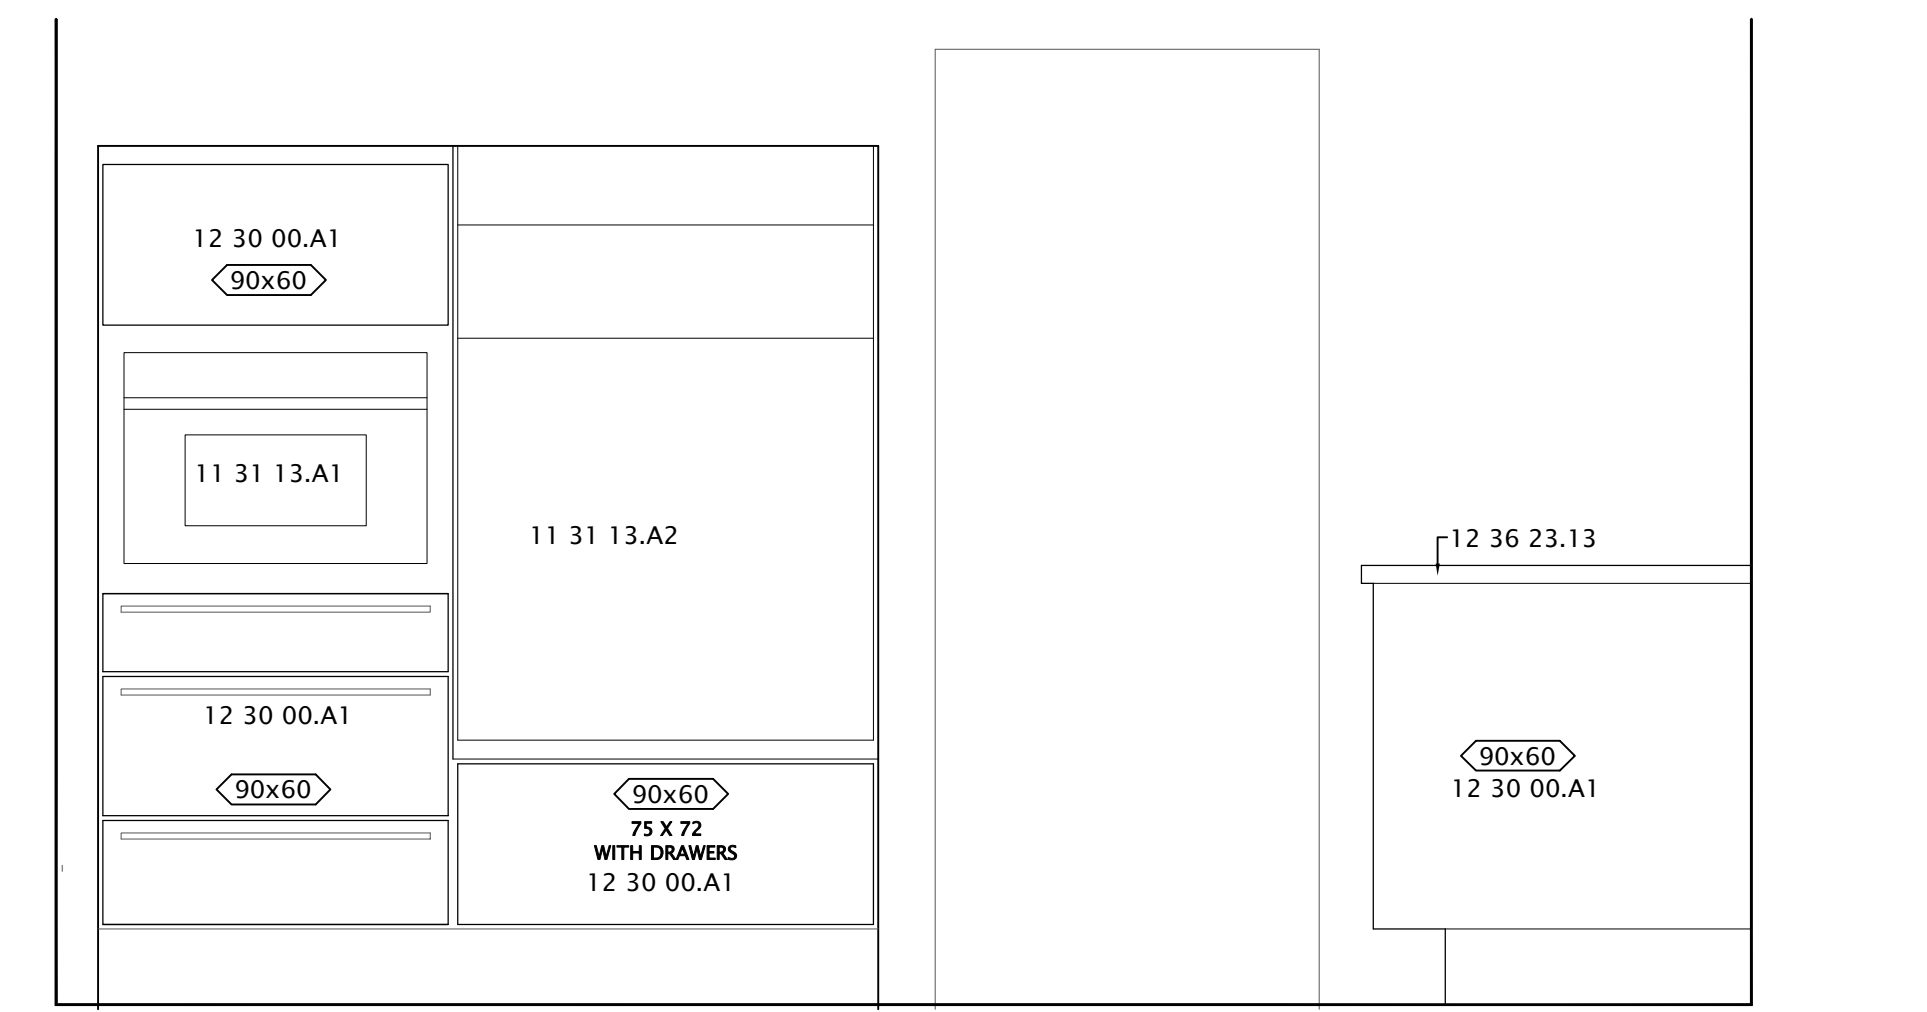 12 30 00.A1
90x60
11 31 13.A1
11 31 13.A2
12 36 23.13
12 30 00.A1
90x60
90x60
75 X 72
WITH DRAWERS
12 30 00.A1
90x60
12 30 00.A1